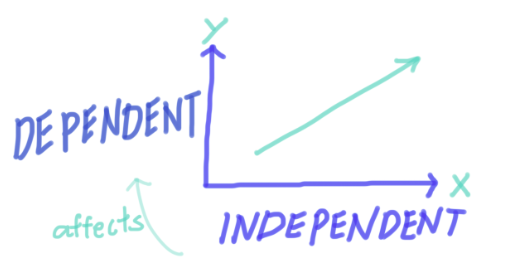 Y
DEPENDENT
X
affects
INDEPENDENT